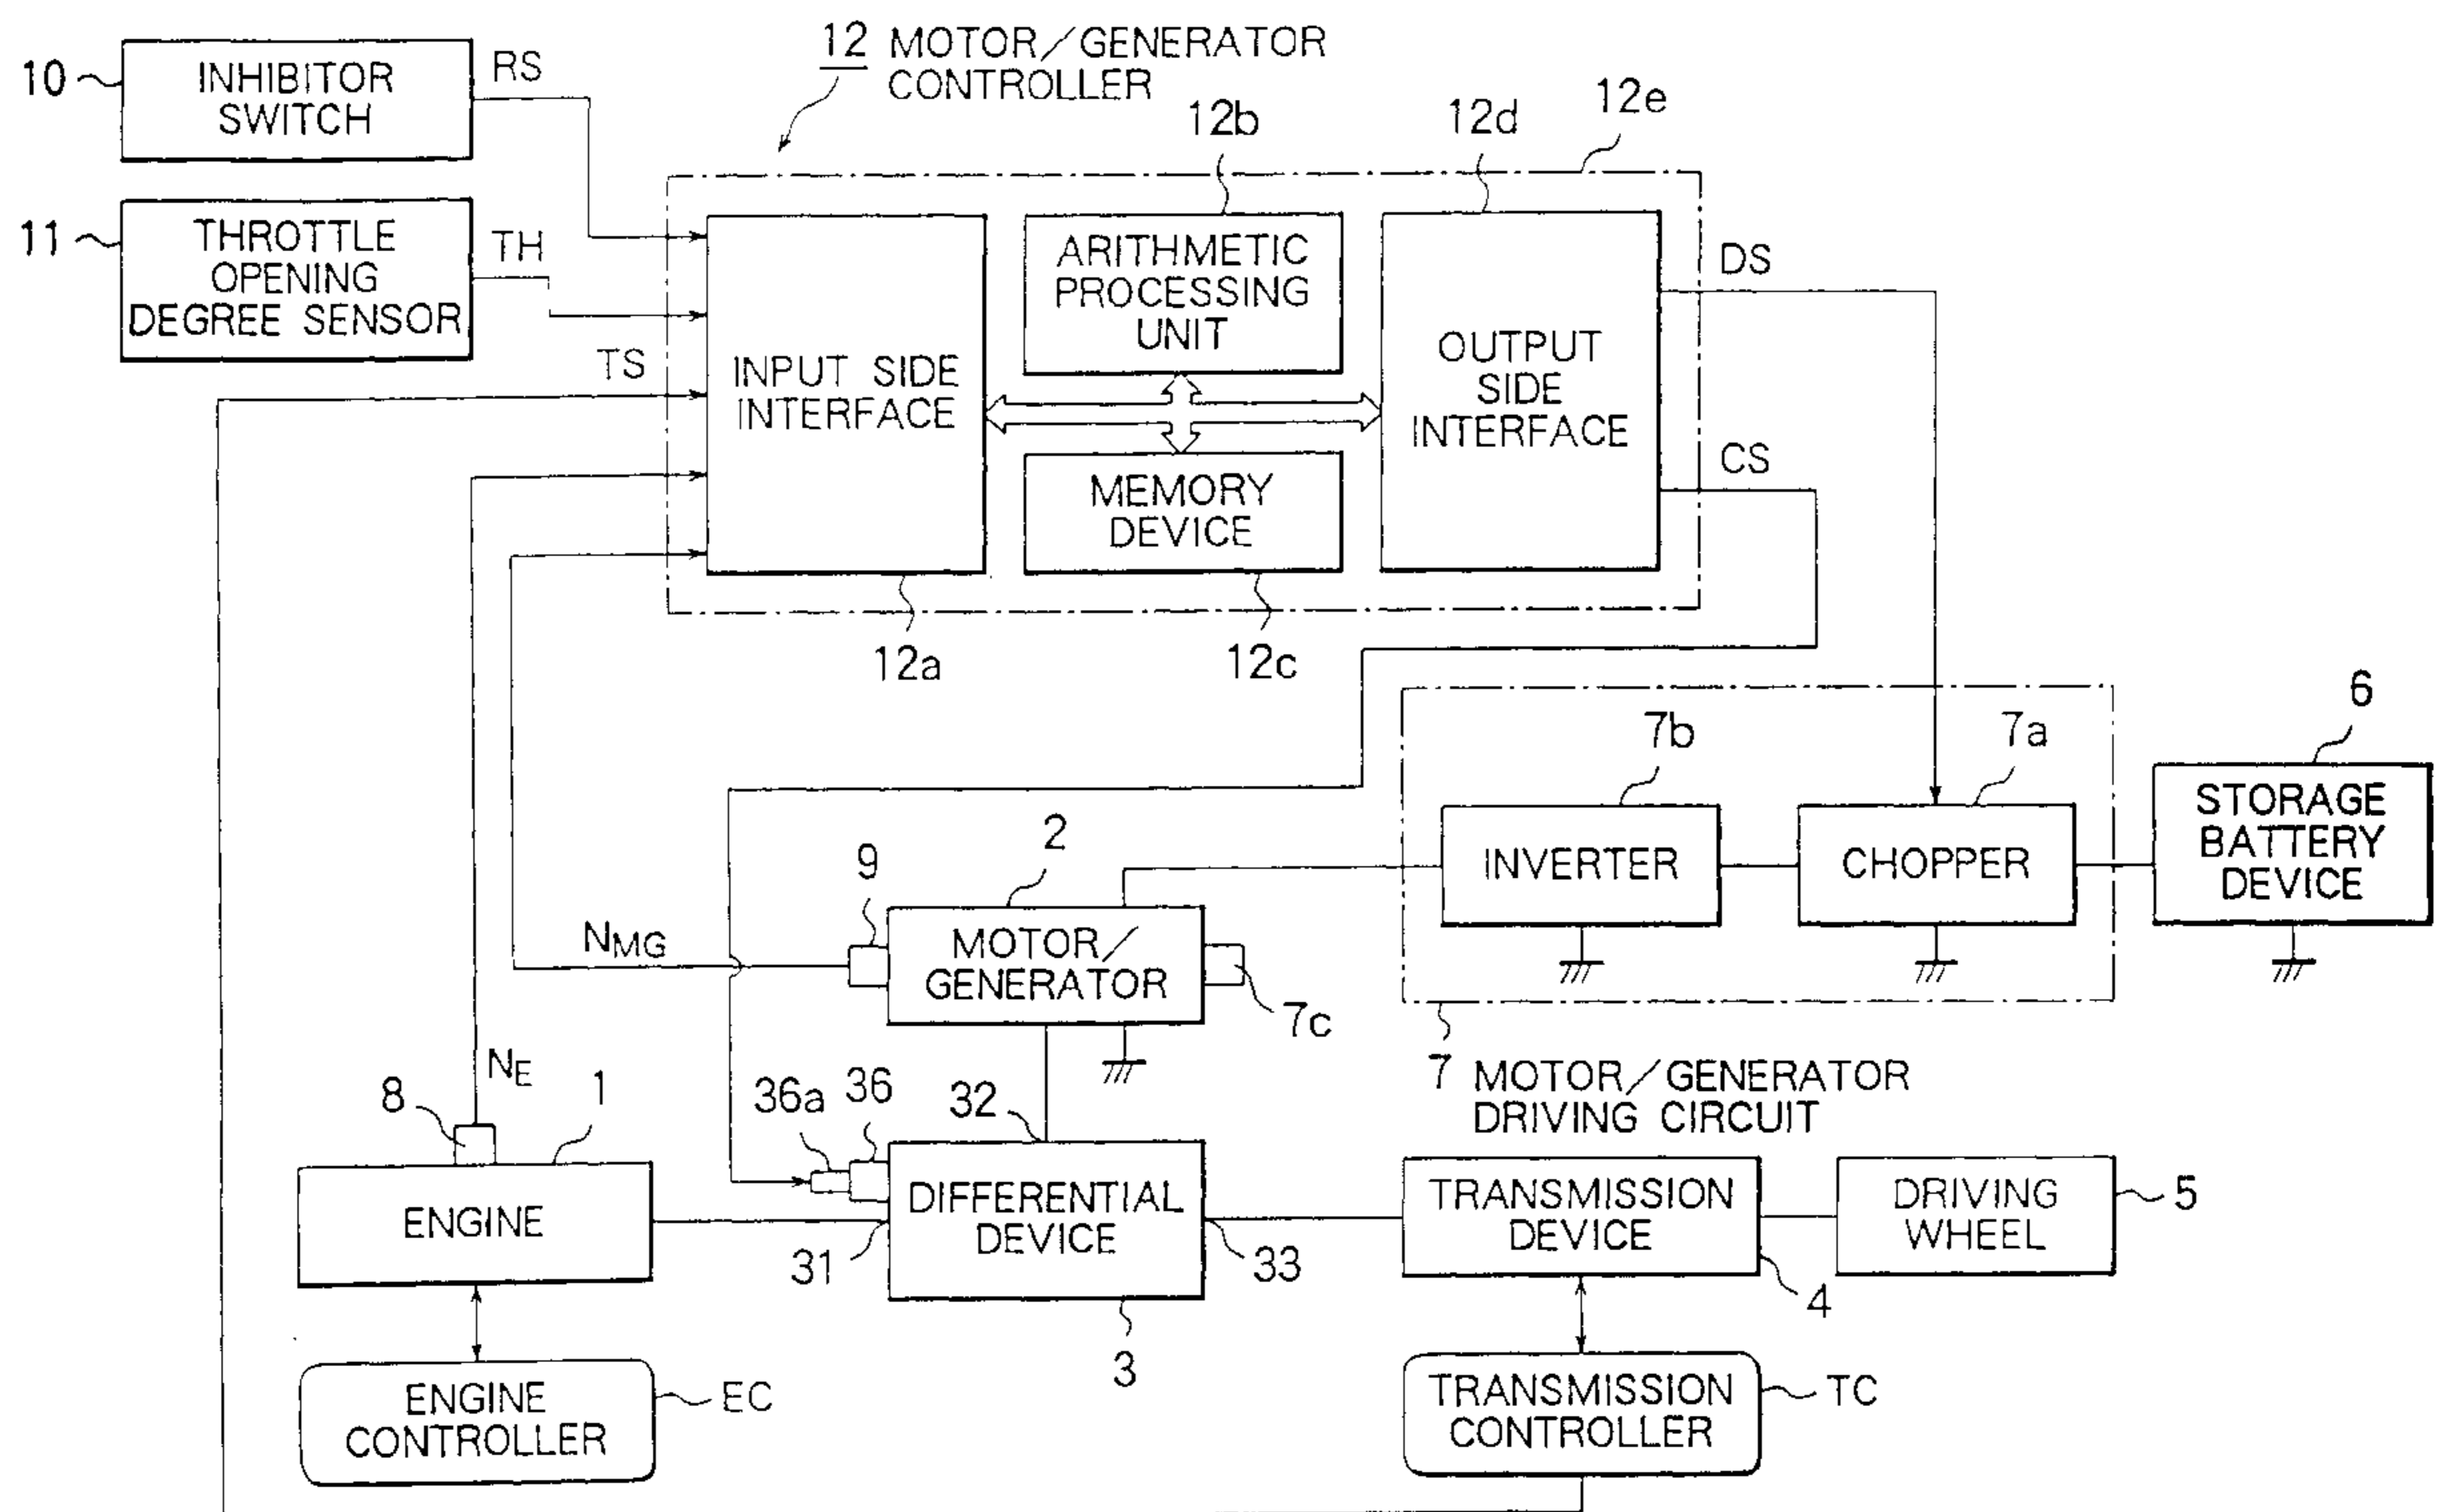 12 MOTOR/GENERATOR
CONTROLLER
10
INHIBITOR
SWITCH
RS
11
THROTTLE
OPENING
DEGREE SENSOR
TH
TS
12b
12d
12e
INPUT SIDE
INTERFACE
ARITHMETIC
PROCESSING
UNIT
MEMORY
DEVICE
OUTPUT
SIDE
INTERFACE
DS
CS
12a
12c
7b
7a
6
INVERTER
CHOPPER
STORAGE
BATTERY
DEVICE
2
9
NMG
MOTOR/
GENERATOR
7c
7 MOTOR/GENERATOR
DRIVING CIRCUIT
NE
8
1
36a
36
32
ENGINE
31
DIFFERENTIAL
DEVICE
33
3
TRANSMISSION
DEVICE
4
DRIVING
WHEEL
5
ENGINE
CONTROLLER
EC
TRANSMISSION
CONTROLLER
TC